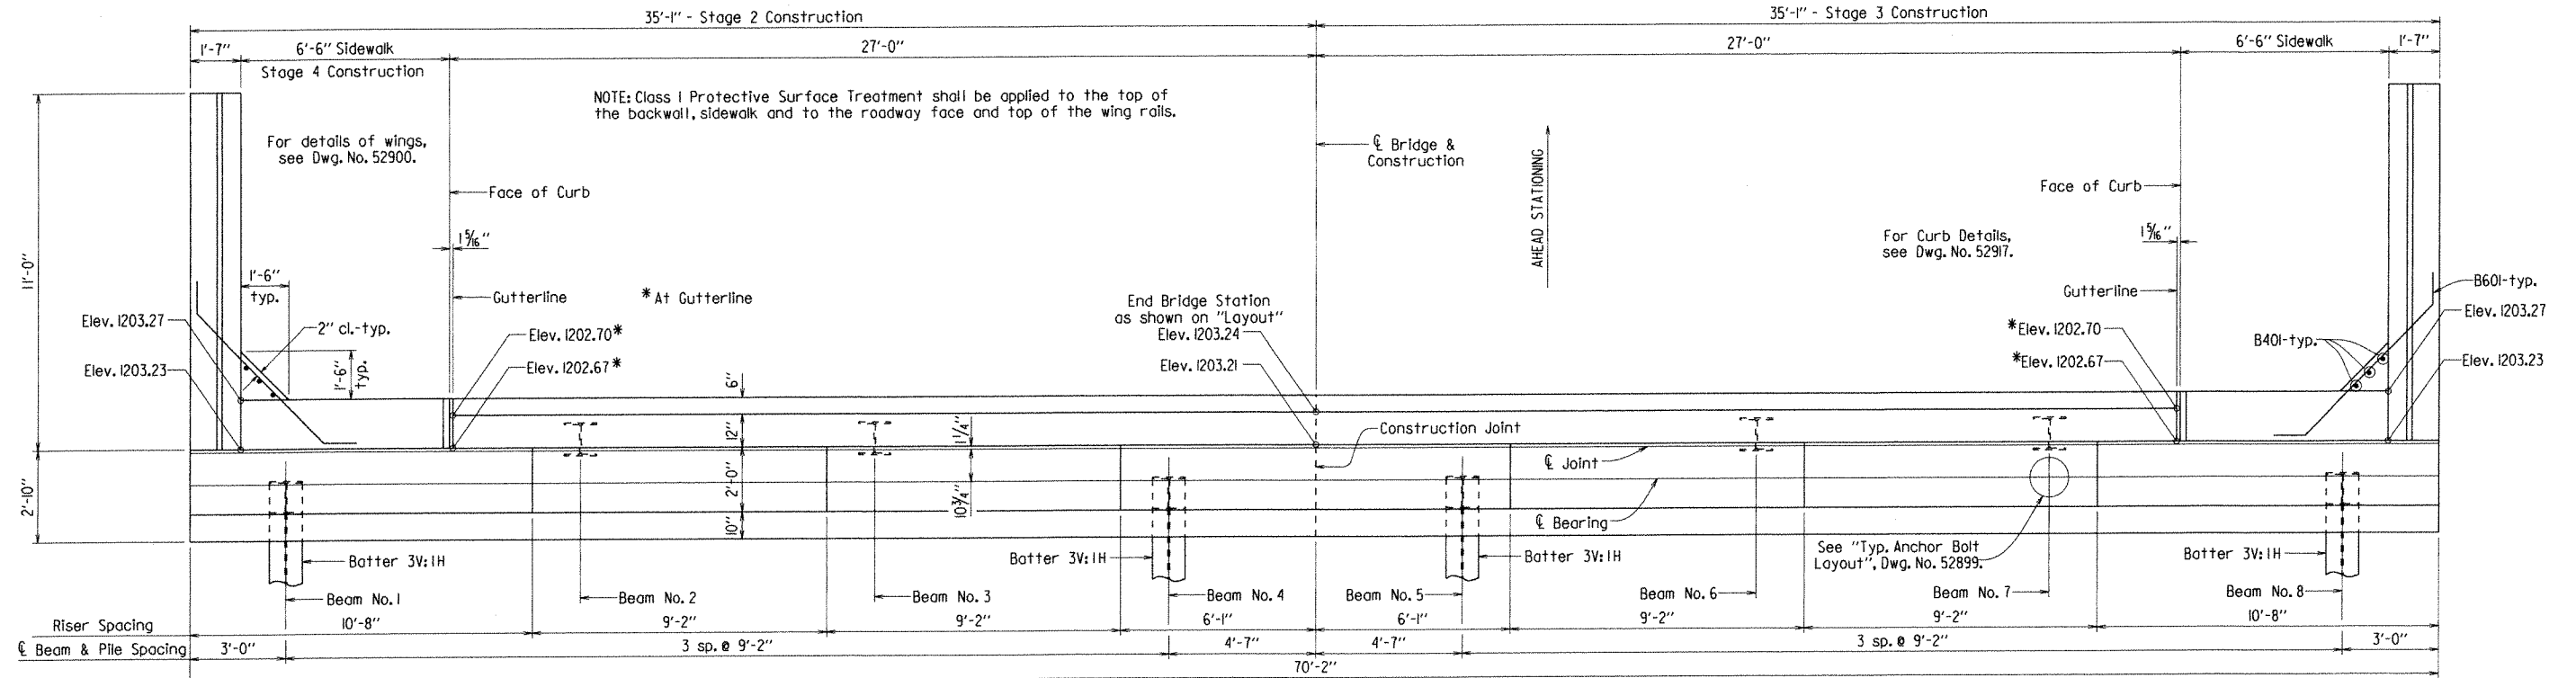 35'-1" - Stage 2 Construction
35'-1" - Stage 3 Construction
1'-7"
6'-6" Sidewalk
27'-0"
27'-0"
6'-6" Sidewalk
1'-7"
Stage 4 Construction
NOTE: Class 1 Protective Surface Treatment shall be applied to the top of
the backwall, sidewalk and to the roadway face and top of the wing rails.
For details of wings,
see Dwg. No. 52900.
℄ Bridge &
Construction
AHEAD STATIONING
Face of Curb
Face of Curb
1 5/16"
For Curb Details,
see Dwg. No. 52917.
1 5/16"
11'-0"
1'-6"
typ.
Gutterline
*At Gutterline
End Bridge Station
as shown on "Layout"
Elev. 1203.24
Gutterline
B601-typ.
Elev. 1203.27
2" cl.-typ.
Elev. 1202.70*
*Elev. 1202.70
B401-typ.
Elev. 1203.27
Elev. 1203.23
1'-6"
typ.
Elev. 1202.67*
Elev. 1203.21
*Elev. 1202.67
Elev. 1203.23
6"
12"
1 1/4"
Construction Joint
℄ Joint
2'-10"
2'-0"
10 3/4"
10"
℄ Bearing
Batter 3V:1H
Batter 3V:1H
Batter 3V:1H
See "Typ. Anchor Bolt
Layout", Dwg. No. 52899.
Batter 3V:1H
Beam No. 1
Beam No. 2
Beam No. 3
Beam No. 4
Beam No. 5
Beam No. 6
Beam No. 7
Beam No. 8
Riser Spacing
10'-8"
9'-2"
9'-2"
6'-1"
6'-1"
9'-2"
9'-2"
10'-8"
℄ Beam & Pile Spacing
3'-0"
3 sp. @ 9'-2"
4'-7"
4'-7"
3 sp. @ 9'-2"
3'-0"
70'-2"